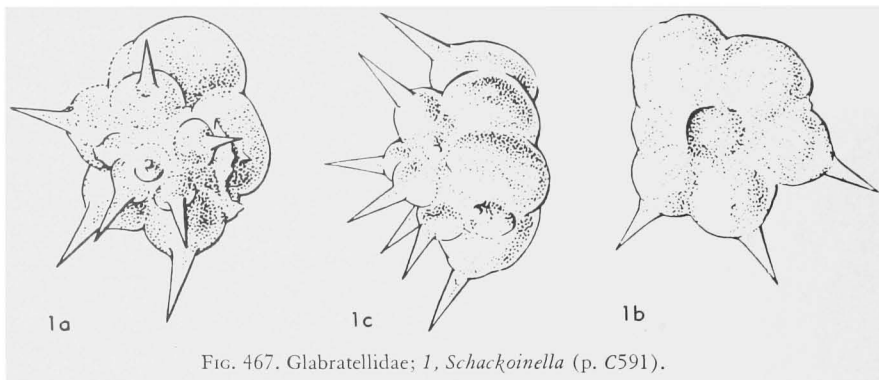 1a 1c 1b
FIG. 467. Glabratellidae; 1, Schackoinella (p. C591).